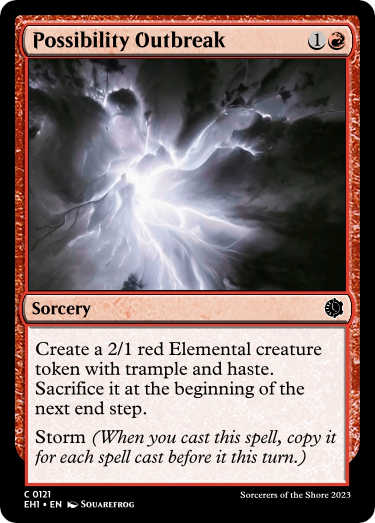 Possibility Outbreak 1
Sorcery
Create a 2/1 red Elemental creature
token with trample and haste.
Sacrifice it at the beginning of the
next end step.
Storm (When you cast this spell, copy it
for each spell cast before it this turn.)
C 0121
EH1 • EN Squarefrog
Sorcerers of the Shore 2023